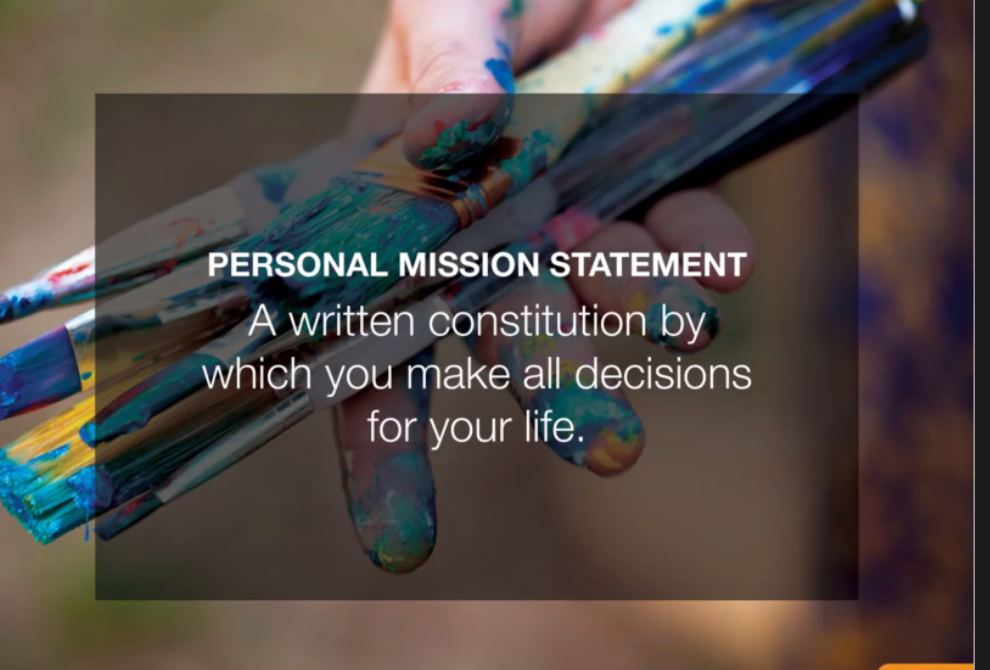 PERSONAL MISSION STATEMENT
A written constitution by
which you make all decisions
for your life.